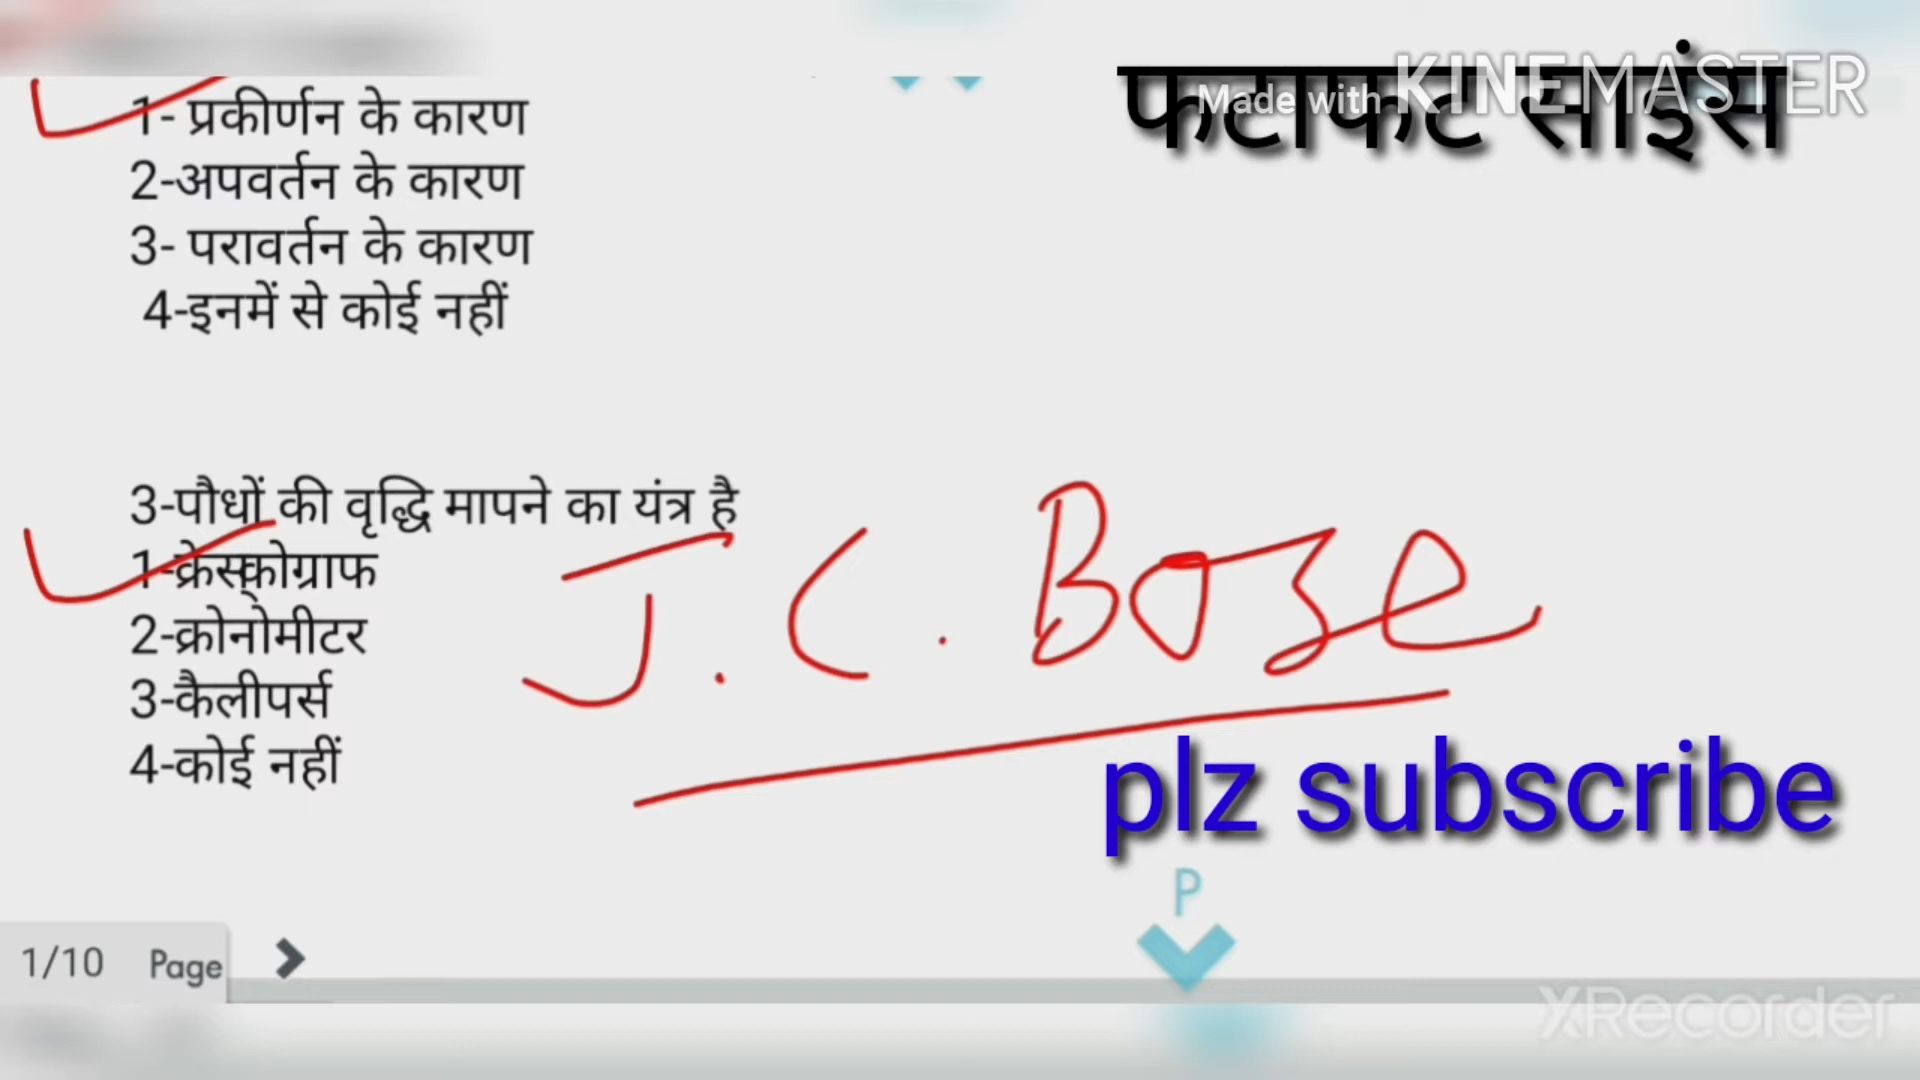 फटाफट साइंस
Made with KINEMASTER
1- प्रकीर्णन के कारण
2-अपवर्तन के कारण
3- परावर्तन के कारण
4-इनमें से कोई नहीं
3-पौधों की वृद्धि मापने का यंत्र है
1-क्रेस्कोग्राफ
2-क्रोनोमीटर
3-कैलीपर्स
4-कोई नहीं
J.C. Bose
plz subscribe
P
1/10 Page
XRecorder